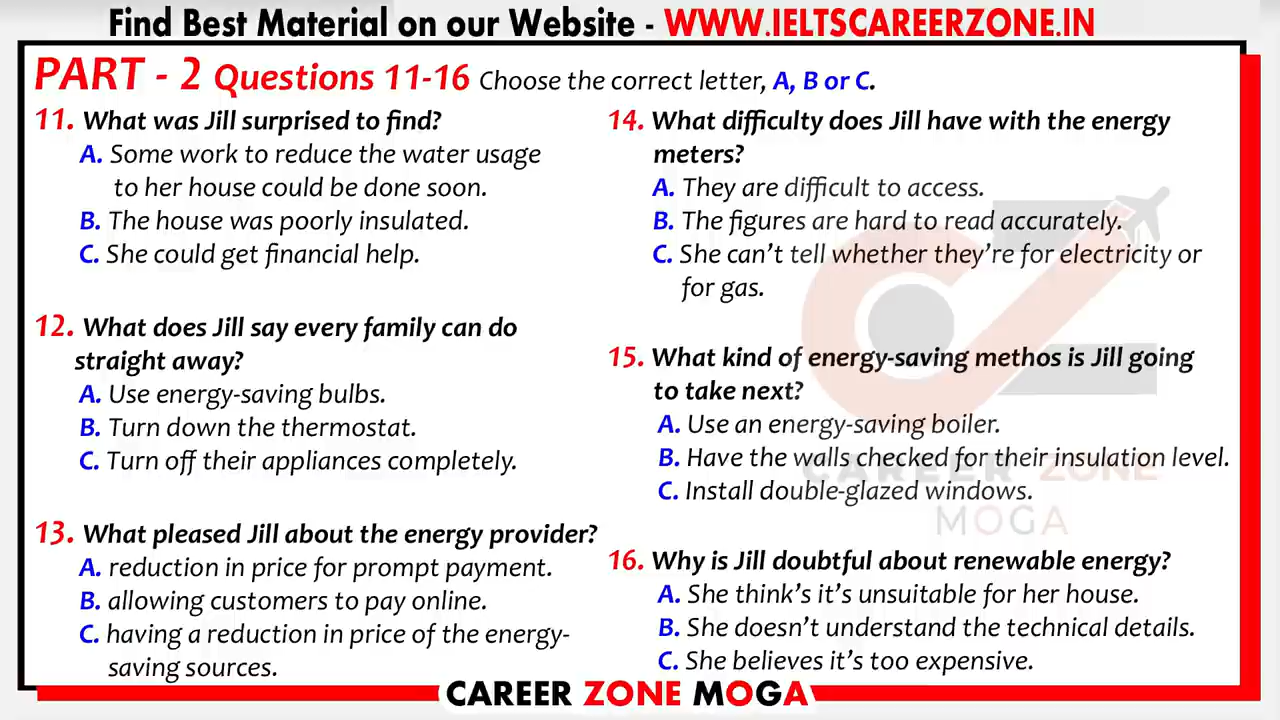 Find Best Material on our Website - WWW.IELTSCAREERZONE.IN
PART - 2 Questions 11-16 Choose the correct letter, A, B or C.
11. What was Jill surprised to find?
A. Some work to reduce the water usage
to her house could be done soon.
B. The house was poorly insulated.
C. She could get financial help.
12. What does Jill say every family can do
straight away?
A. Use energy-saving bulbs.
B. Turn down the thermostat.
C. Turn off their appliances completely.
13. What pleased Jill about the energy provider?
A. reduction in price for prompt payment.
B. allowing customers to pay online.
C. having a reduction in price of the energy-
saving sources.
14. What difficulty does Jill have with the energy
meters?
A. They are difficult to access.
B. The figures are hard to read accurately.
C. She can't tell whether they're for electricity or
for gas.
15. What kind of energy-saving methos is Jill going
to take next?
A. Use an energy-saving boiler.
B. Have the walls checked for their insulation level.
C. Install double-glazed windows.
16. Why is Jill doubtful about renewable energy?
A. She think's it's unsuitable for her house.
B. She doesn't understand the technical details.
C. She believes it's too expensive.
CAREER ZONE
MOGA
CAREER ZONE MOGA